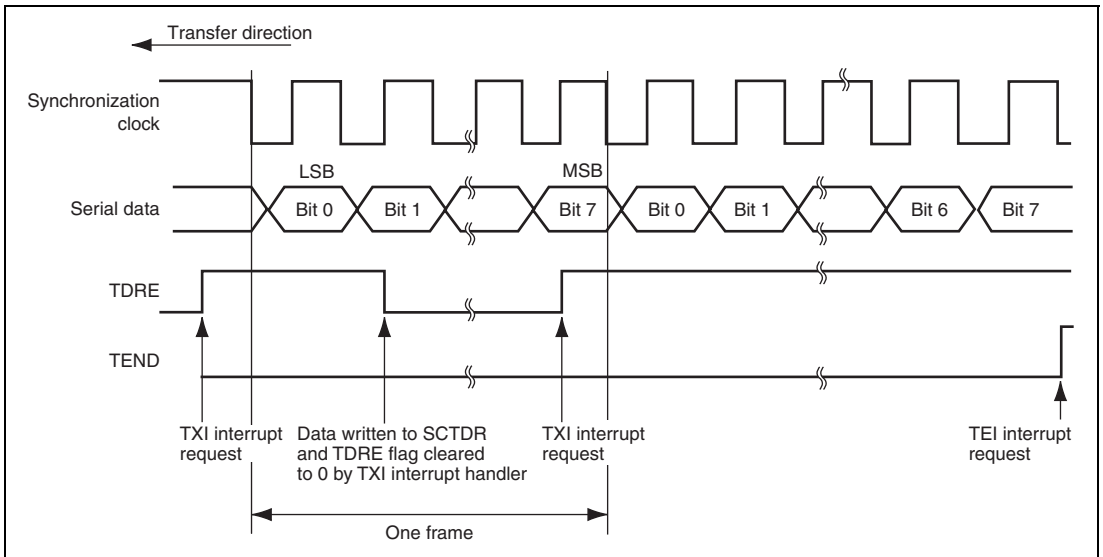 Transfer direction
Synchronization
clock
LSB
MSB
Serial data
Bit 0
Bit 1
Bit 7
Bit 0
Bit 1
Bit 6
Bit 7
TDRE
TEND
TXI interrupt
request
Data written to SCTDR
and TDRE flag cleared
to 0 by TXI interrupt handler
TXI interrupt
request
TEI interrupt
request
One frame